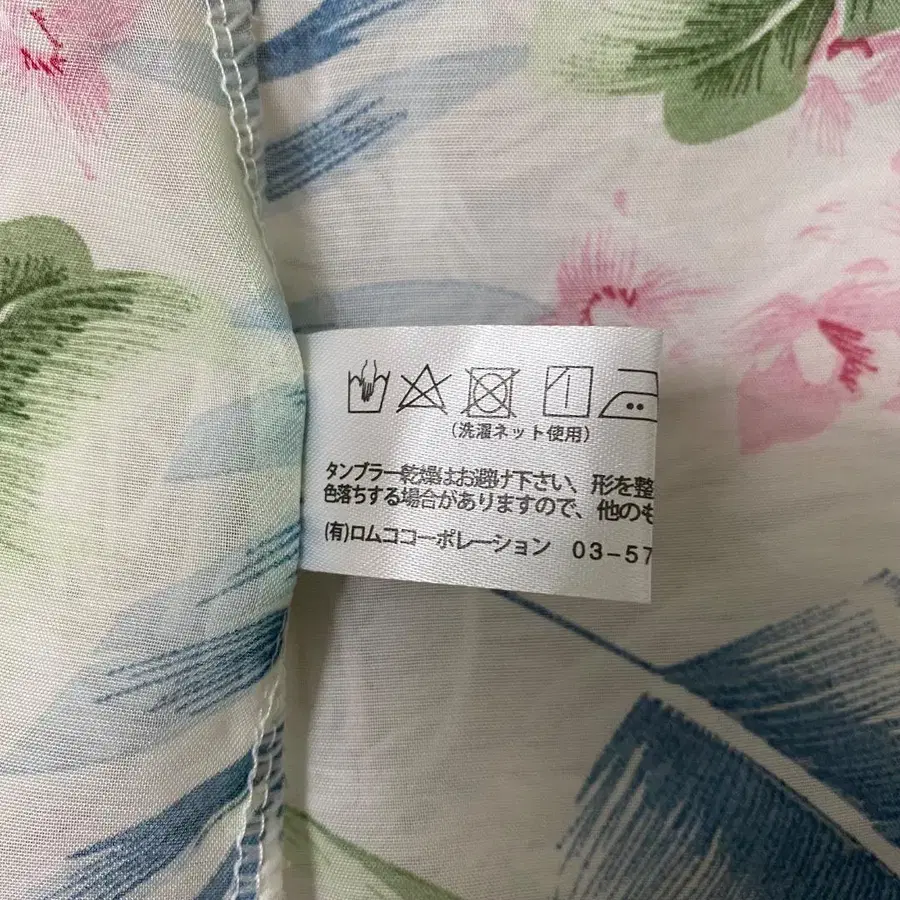 (洗濯ネット使用)
タンブラー乾燥はお避け下さい、形を整
色落ちする場合がありますので、他のも
(有)ロムココーポレーション 03-57